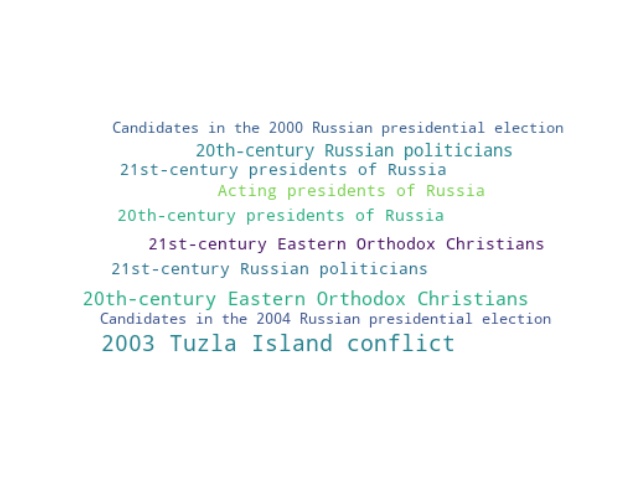 Candidates in the 2000 Russian presidential election
20th-century Russian politicians
21st-century presidents of Russia
Acting presidents of Russia
20th-century presidents of Russia
21st-century Eastern Orthodox Christians
21st-century Russian politicians
20th-century Eastern Orthodox Christians
Candidates in the 2004 Russian presidential election
2003 Tuzla Island conflict